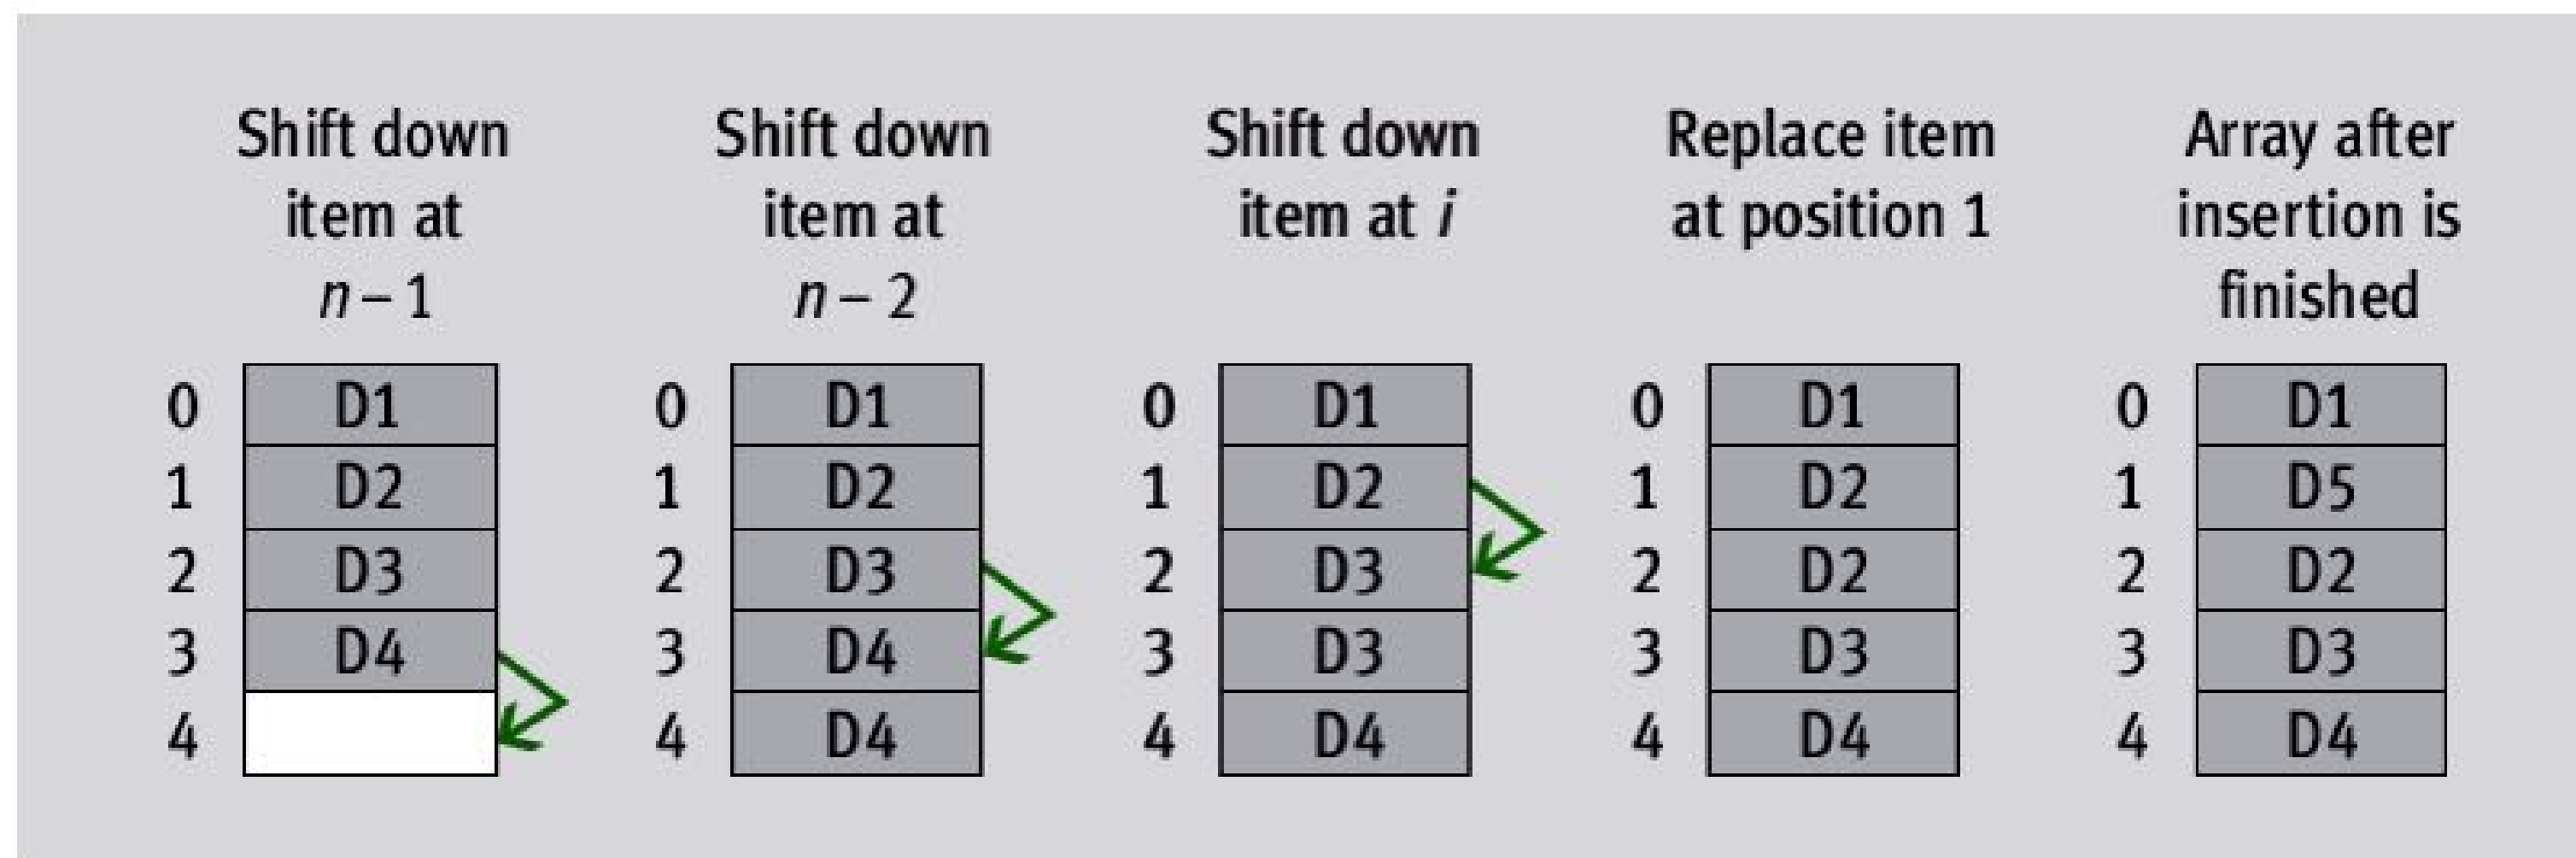 Shift down
item at
n – 1
0 D1
1 D2
2 D3
3 D4
4
Shift down
item at
n – 2
0 D1
1 D2
2 D3
3 D4
4 D4
Shift down
item at i
0 D1
1 D2
2 D3
3 D3
4 D4
Replace item
at position 1
0 D1
1 D2
2 D2
3 D3
4 D4
Array after
insertion is
finished
0 D1
1 D5
2 D2
3 D3
4 D4